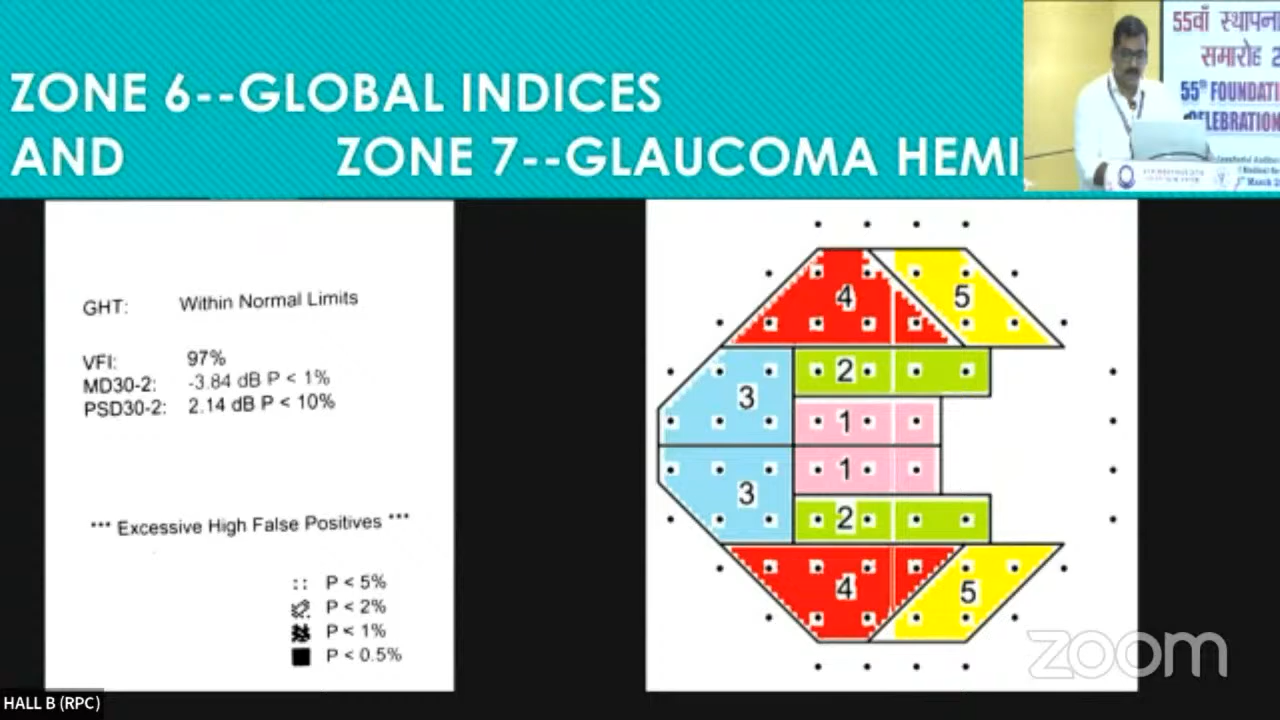 ZONE 6--GLOBAL INDICES
AND ZONE 7--GLAUCOMA HEMI
55वाँ स्थापना
समारोह 2
55th FOUNDATI
CELEBRATION
March
GHT: Within Normal Limits
VFI: 97%
MD30-2: -3.84 dB P < 1%
PSD30-2: 2.14 dB P < 10%
*** Excessive High False Positives ***
P < 5%
P < 2%
P < 1%
P < 0.5%
4 5
2
3
1
1
3
2
4 5
zoom
HALL B (RPC)